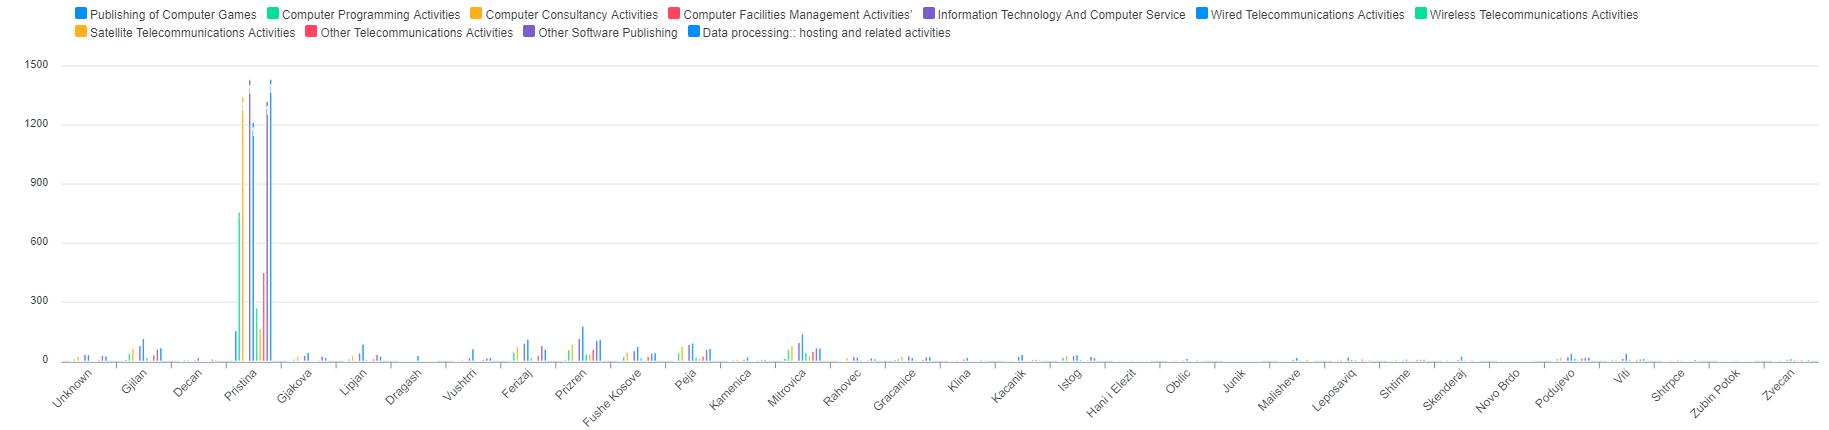 Publishing of Computer Games Computer Programming Activities Computer Consultancy Activities Computer Facilities Management Activities' Information Technology And Computer Service Wired Telecommunications Activities Wireless Telecommunications Activities
Satellite Telecommunications Activities Other Telecommunications Activities Other Software Publishing Data processing:: hosting and related activities
1500
1200
900
600
300
0
Unknown
Gjilan
Decan
Pristina
Gjakova
Lipjan
Dragash
Vushtrri
Ferizaj
Prizren
Fushe Kosove
Peja
Kamenica
Mitrovica
Rahovec
Gracanice
Klina
Kacanik
Istog
Hani i Elezit
Obilic
Junik
Malisheve
Leposaviq
Shtime
Skenderaj
Novo Brdo
Podujevo
Viti
Shtrpce
Zubin Potok
Zvecan